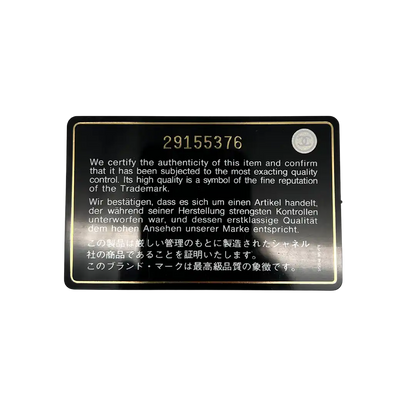 29155376
We certify the authenticity of this item and confirm
that it has been subjected to the most exacting quality
control. Its high quality is a symbol of the fine reputation
of the Trademark.
Wir bestätigen, dass es sich um einen Artikel handelt,
der während seiner Herstellung strengsten Kontrollen
unterworfen war, und dessen erstklassige Qualität
dem hohen Ansehen unserer Marke entspricht.
この製品は厳しい管理のもとに製造されたシャネル
社の商品であることを証明いたします。
このブランド・マークは最高級品質の象徴です。